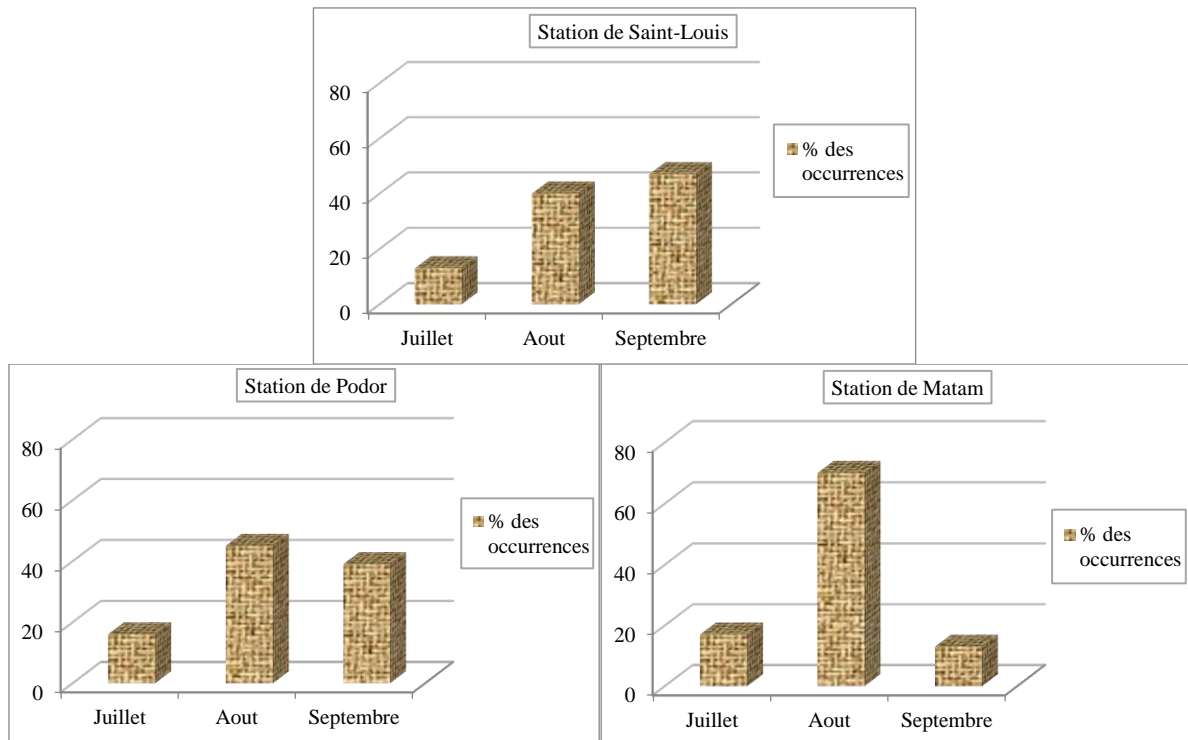 Station de Saint-Louis
80
60
40
20
0
Juillet Aout Septembre
% des
occurrences
Station de Podor
80
60
40
20
0
Juillet Aout Septembre
% des
occurrences
Station de Matam
80
60
40
20
0
Juillet Aout Septembre
% des
occurrences